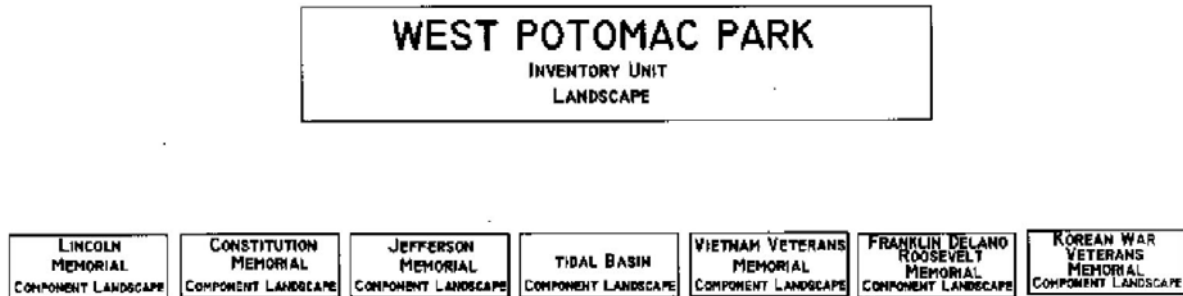 WEST POTOMAC PARK
INVENTORY UNIT
LANDSCAPE
LINCOLN
MEMORIAL
COMPONENT LANDSCAPE
CONSTITUTION
MEMORIAL
COMPONENT LANDSCAPE
JEFFERSON
MEMORIAL
COMPONENT LANDSCAPE
TIDAL BASIN
COMPONENT LANDSCAPE
VIETNAM VETERANS
MEMORIAL
COMPONENT LANDSCAPE
FRANKLIN DELANO
ROOSEVELT
MEMORIAL
COMPONENT LANDSCAPE
KOREAN WAR
VETERANS
MEMORIAL
COMPONENT LANDSCAPE